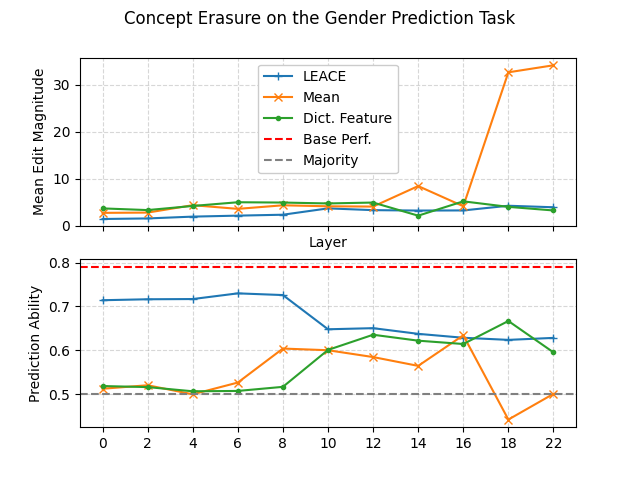 Concept Erasure on the Gender Prediction Task
Mean Edit Magnitude
30
20
10
0
LEACE
Mean
Dict. Feature
Base Perf.
Majority
Layer
Prediction Ability
0.8
0.7
0.6
0.5
0 2 4 6 8 10 12 14 16 18 22